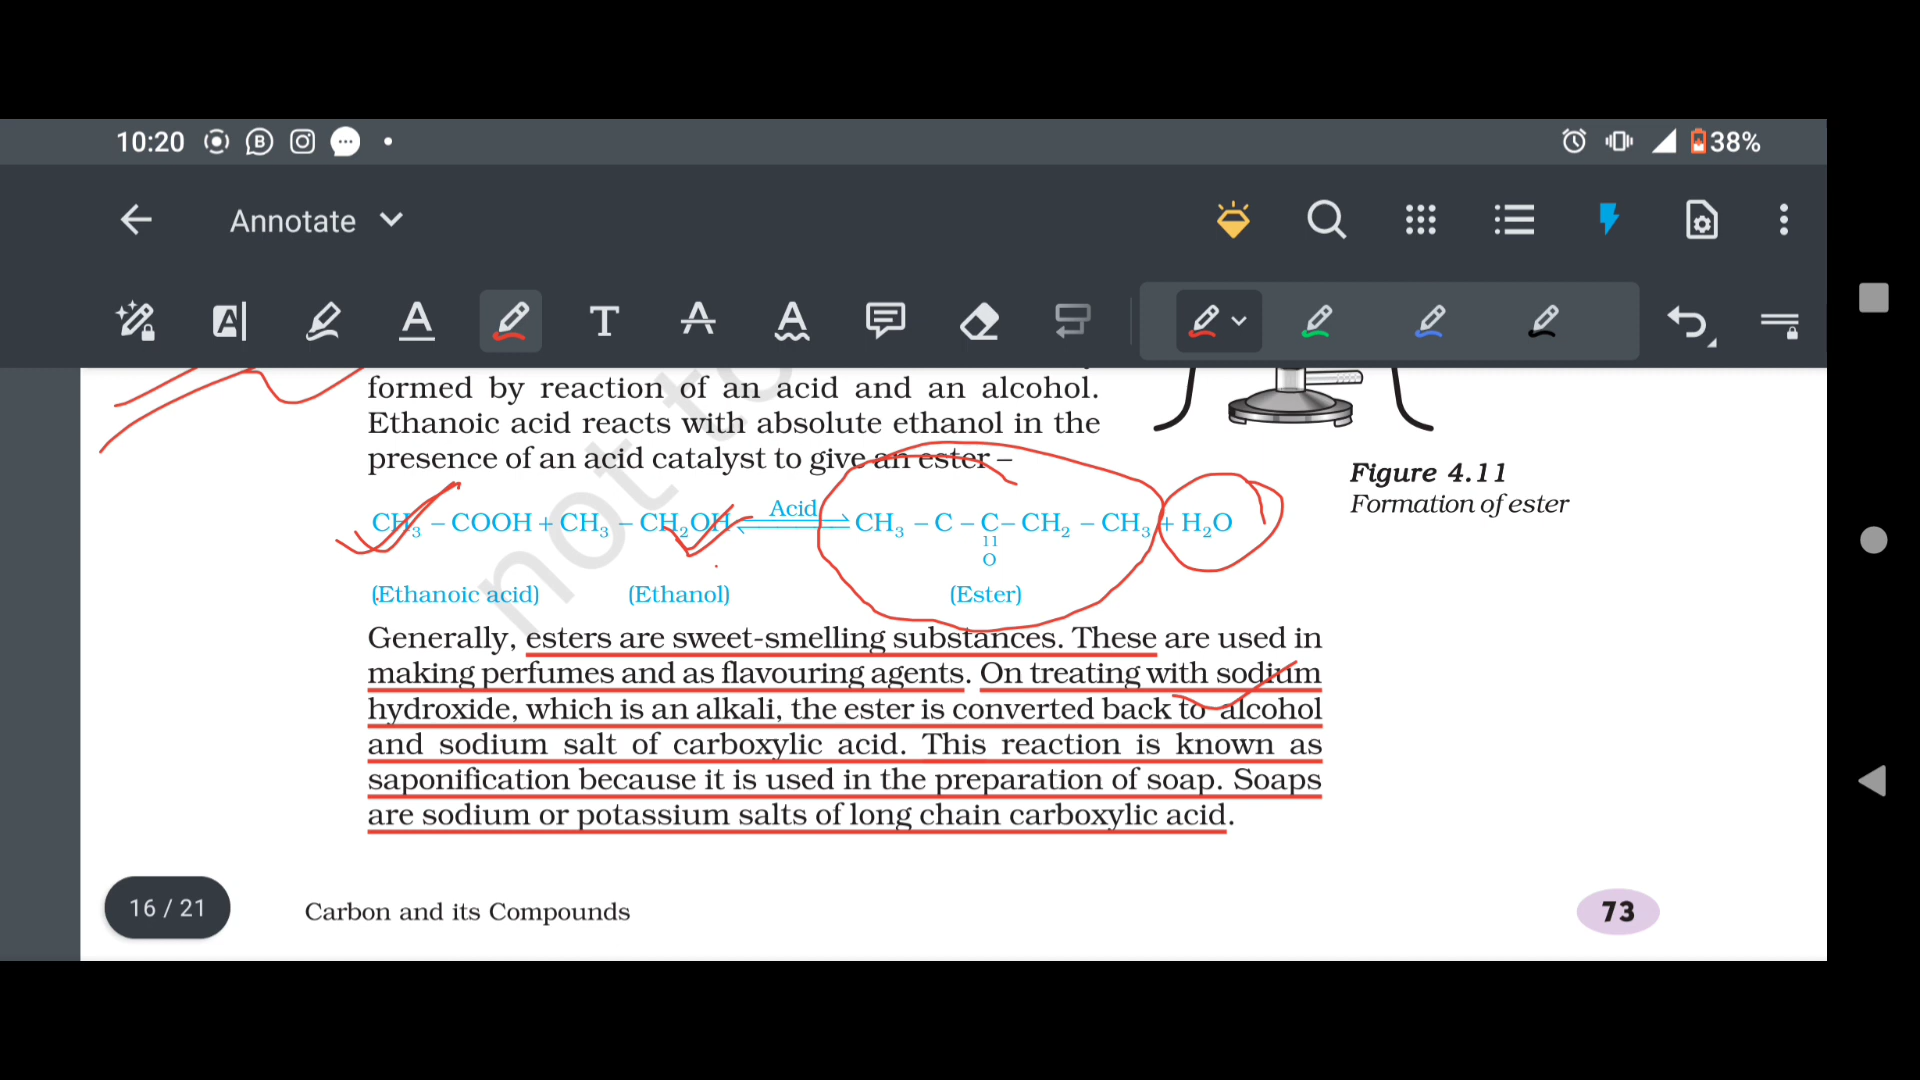 10:20
38%
Annotate
formed by reaction of an acid and an alcohol.
Ethanoic acid reacts with absolute ethanol in the
presence of an acid catalyst to give an ester –
CH₃ – COOH + CH₃ – CH₂OH ⇌ Acid CH₃ – C – C – CH₂ – CH₃ + H₂O
11
O
(Ethanoic acid) (Ethanol) (Ester)
Generally, esters are sweet-smelling substances. These are used in
making perfumes and as flavouring agents. On treating with sodium
hydroxide, which is an alkali, the ester is converted back to alcohol
and sodium salt of carboxylic acid. This reaction is known as
saponification because it is used in the preparation of soap. Soaps
are sodium or potassium salts of long chain carboxylic acid.
Figure 4.11
Formation of ester
not to
16 / 21
Carbon and its Compounds
73